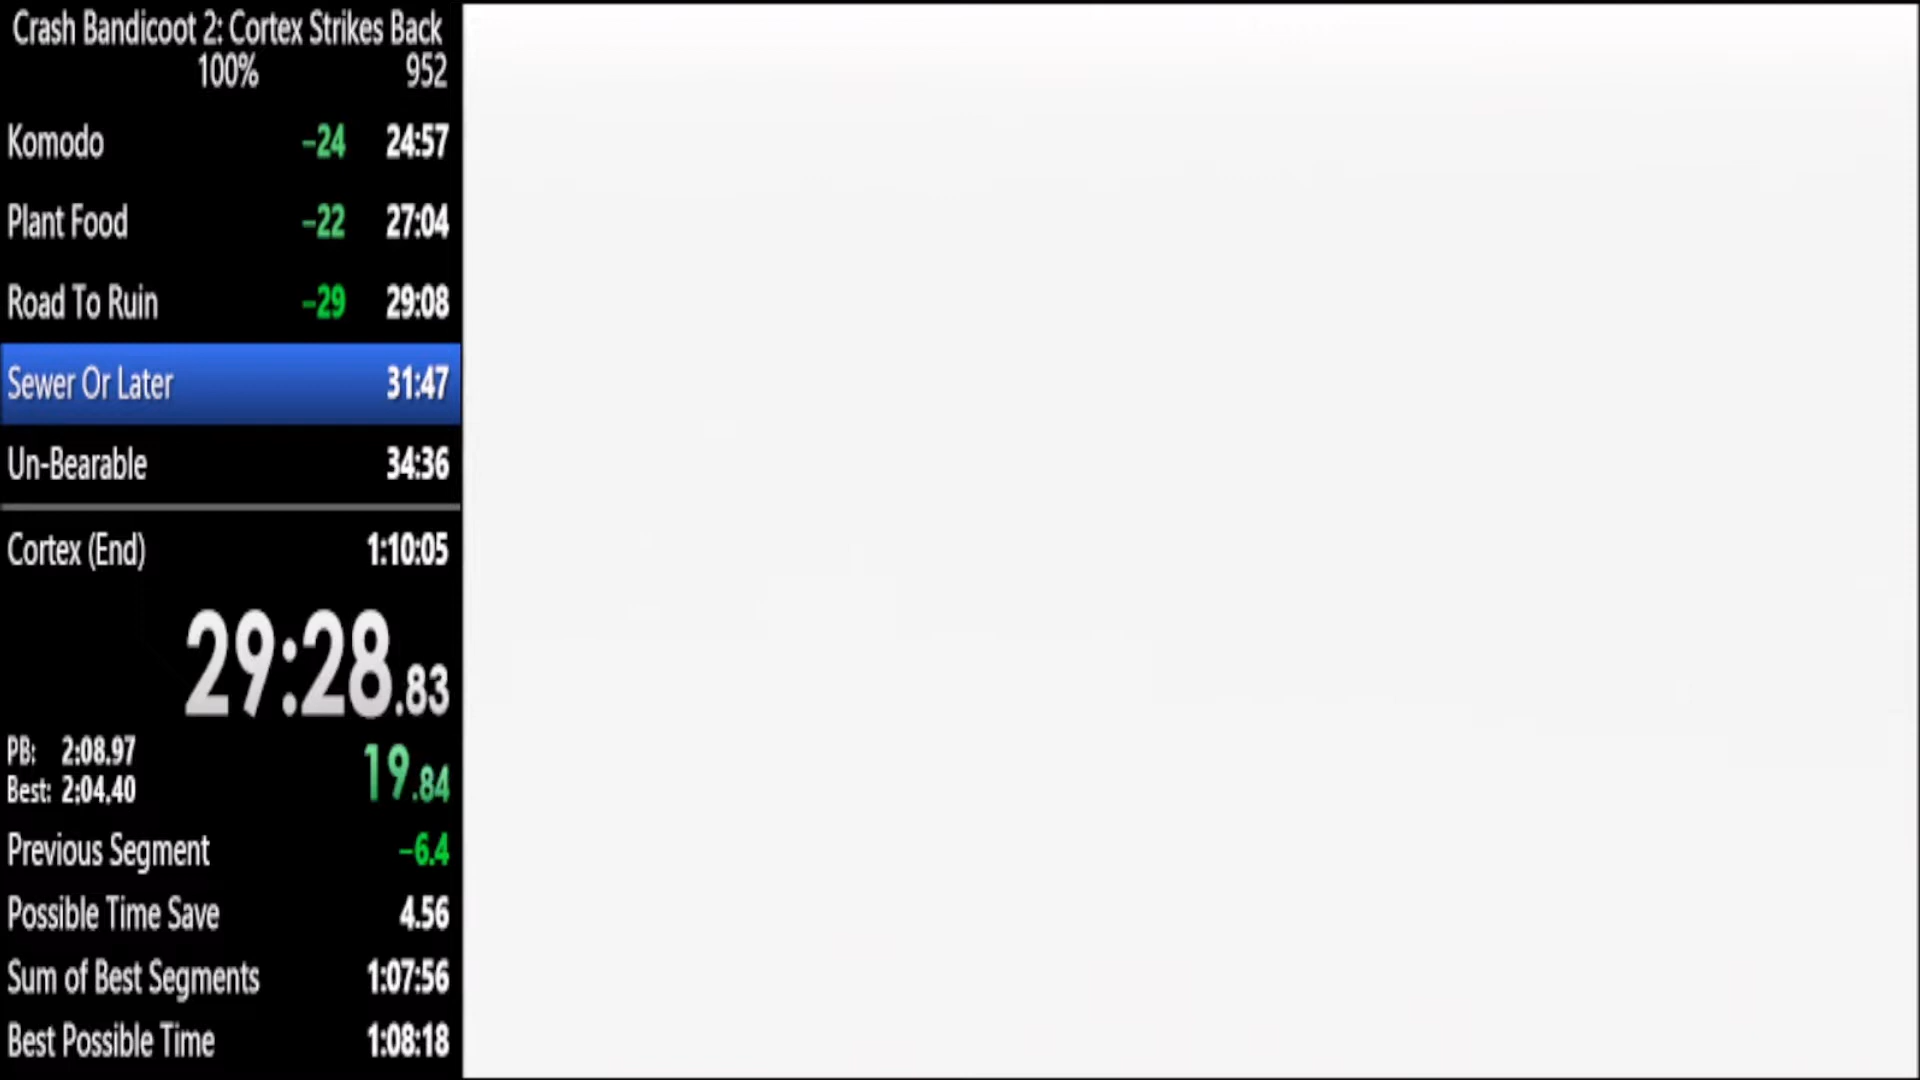 Crash Bandicoot 2: Cortex Strikes Back
100% 952
Komodo −24 24:57
Plant Food −22 27:04
Road To Ruin −29 29:08
Sewer Or Later 31:47
Un-Bearable 34:36
Cortex (End) 1:10:05
29:28.83
PB: 2:08.97 19.84
Best: 2:04.40
Previous Segment −6.4
Possible Time Save 4.56
Sum of Best Segments 1:07:56
Best Possible Time 1:08:18